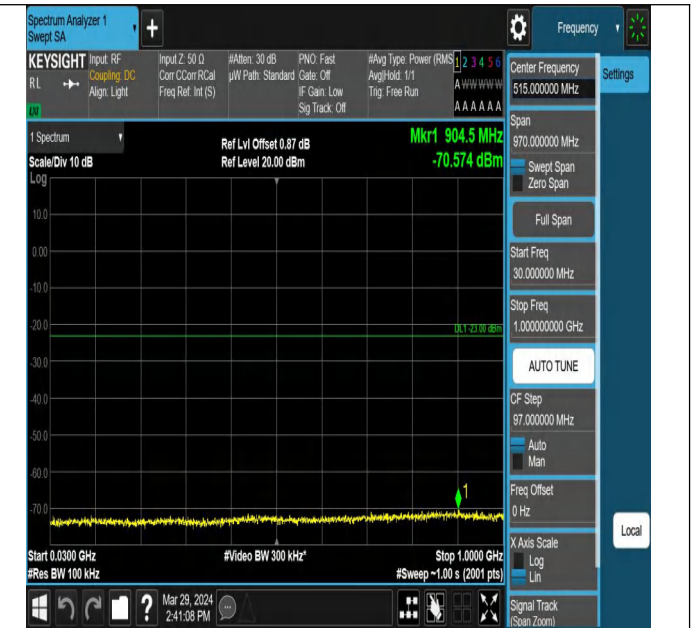 Spectrum Analyzer 1
Swept SA
+
Frequency
KEYSIGHT
RL
Input: RF
Coupling: DC
Align: Light
Input Z: 50 Ω
Corr CCorr RCal
Freq Ref: Int (S)
#Atten: 30 dB
µW Path: Standard
PNO: Fast
Gate: Off
IF Gain: Low
Sig Track: Off
#Avg Type: Power (RMS
Avg|Hold: 1/1
Trig: Free Run
1 2 3 4 5 6
A W W W W W
A A A A A A
1 Spectrum
Scale/Div 10 dB
Log
Ref Lvl Offset 0.87 dB
Ref Level 20.00 dBm
Mkr1 904.5 MHz
-70.574 dBm
10.0
0.00
-10.0
-20.0
DL1 -23.00 dBm
-30.0
-40.0
-50.0
-60.0
-70.0
1
Start 0.0300 GHz
#Res BW 100 kHz
#Video BW 300 kHz*
Stop 1.0000 GHz
#Sweep ~1.00 s (2001 pts)
Center Frequency
515.000000 MHz
Settings
Span
970.000000 MHz
Swept Span
Zero Span
Full Span
Start Freq
30.000000 MHz
Stop Freq
1.000000000 GHz
AUTO TUNE
CF Step
97.000000 MHz
Auto
Man
Freq Offset
0 Hz
X Axis Scale
Log
Lin
Local
Signal Track
(Span Zoom)
?
Mar 29, 2024
2:41:08 PM